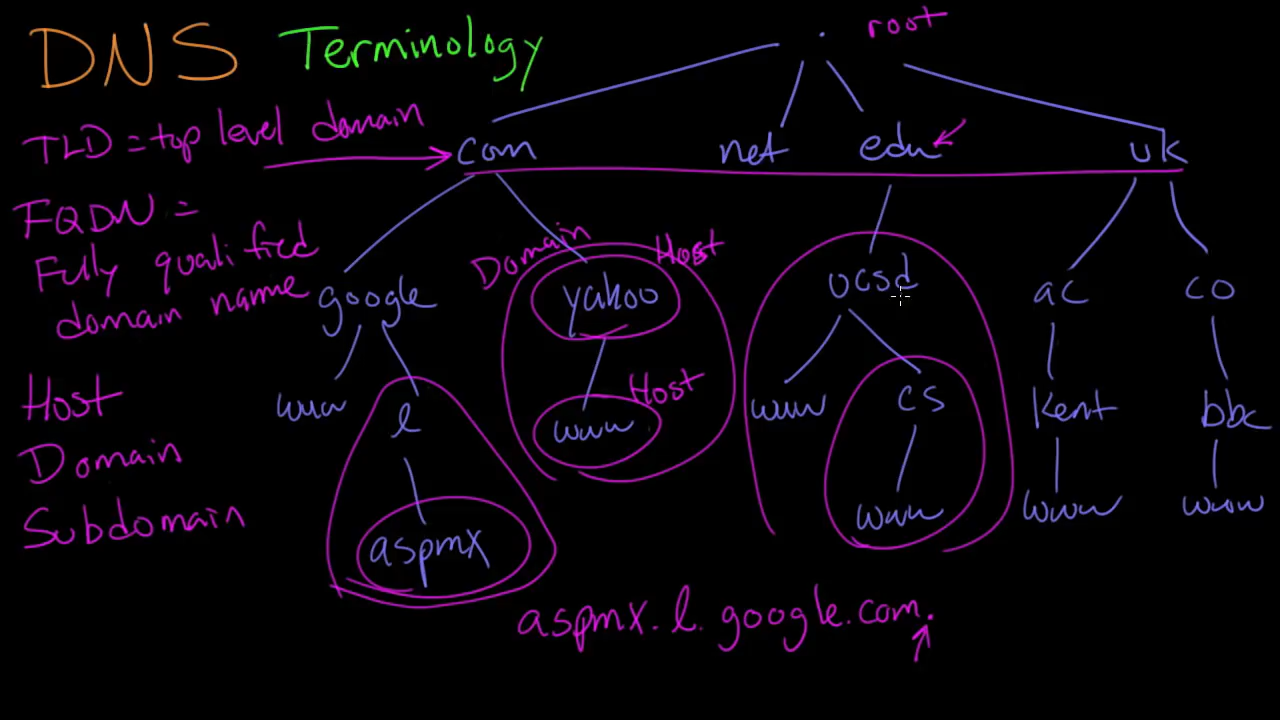 DNS Terminology
. root
TLD = top level domain
com net edu uk
FQDN =
Fully qualified
domain name
Domain Host
google yahoo ucsd ac co
Host
Domain
Subdomain
www l www Host www cs kent bbc
aspmx www www www
aspmx.l.google.com.